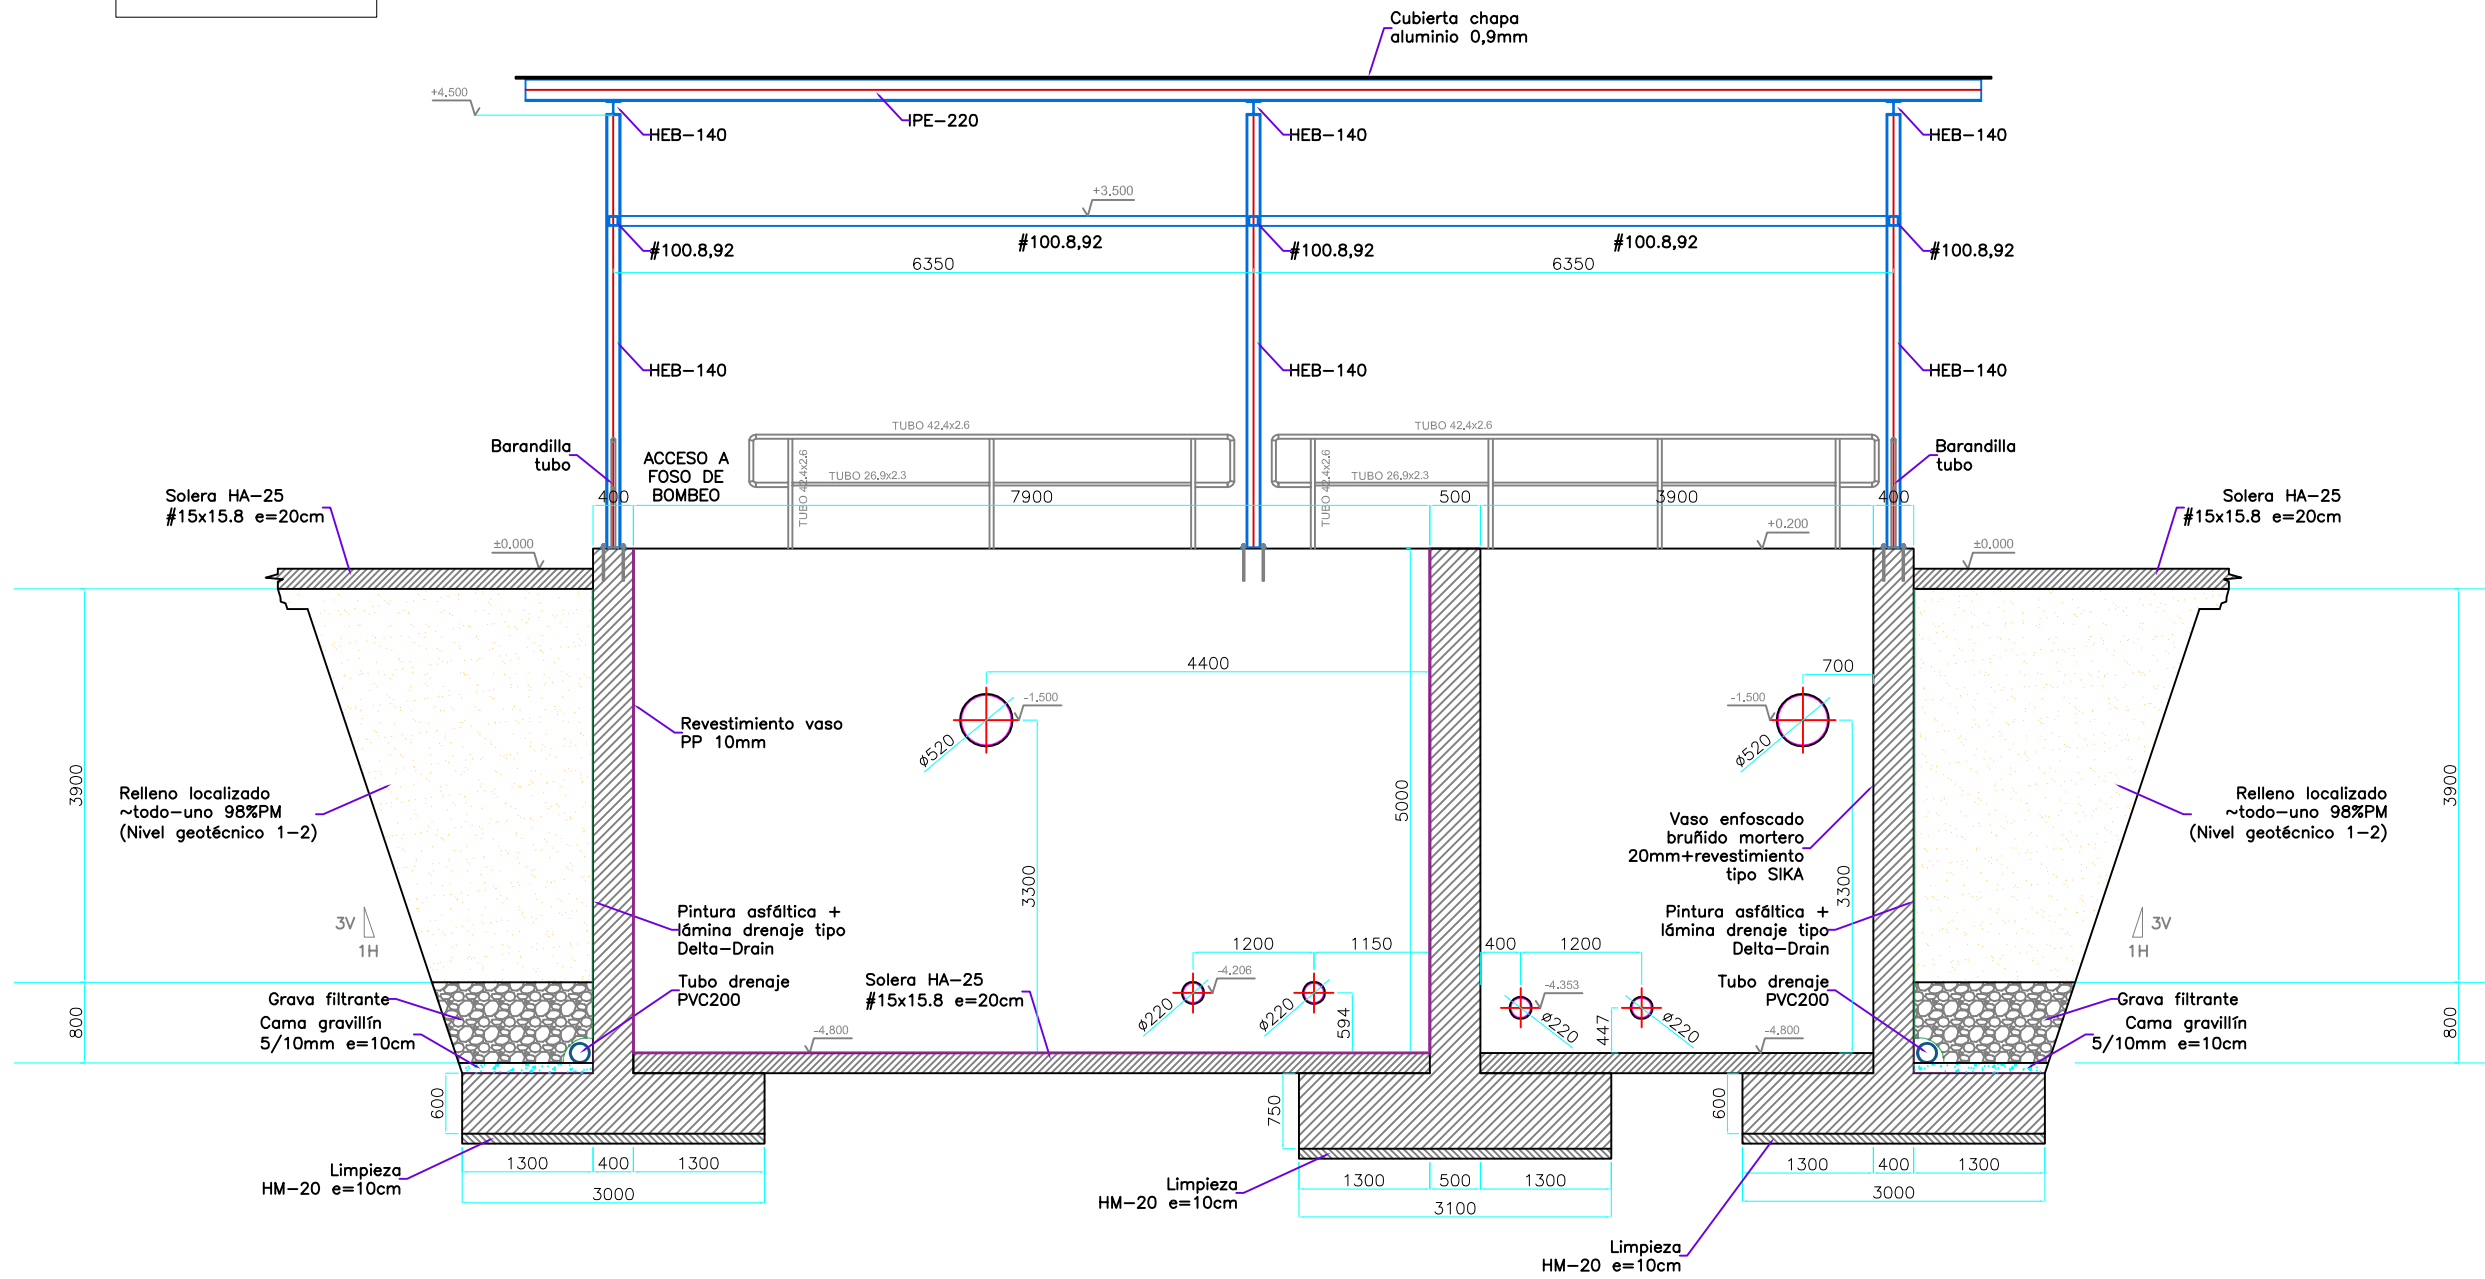 Cubierta chapa
aluminio 0,9mm
+4.500
HEB-140
IPE-220
HEB-140
HEB-140
+3.500
#100.8,92
#100.8,92
#100.8,92
#100.8,92
#100.8,92
6350
6350
HEB-140
HEB-140
HEB-140
TUBO 42.4x2.6
TUBO 42.4x2.6
Barandilla
tubo
ACCESO A
FOSO DE
BOMBEO
TUBO 42.4x2.6
TUBO 26.9x2.3
TUBO 42.4x2.6
TUBO 26.9x2.3
Barandilla
tubo
Solera HA-25
#15x15.8 e=20cm
400
7900
500
3900
400
Solera HA-25
#15x15.8 e=20cm
±0.000
+0.200
±0.000
4400
700
-1.500
-1.500
Revestimiento vaso
PP 10mm
ø520
ø520
3900
Relleno localizado
~todo-uno 98%PM
(Nivel geotécnico 1-2)
5000
3300
Vaso enfoscado
bruñido mortero
20mm+revestimiento
tipo SIKA
3300
Relleno localizado
~todo-uno 98%PM
(Nivel geotécnico 1-2)
3900
3V
1H
Pintura asfáltica +
lámina drenaje tipo
Delta-Drain
Pintura asfáltica +
lámina drenaje tipo
Delta-Drain
3V
1H
1200
1150
400
1200
Grava filtrante
Cama gravillín
5/10mm e=10cm
800
Tubo drenaje
PVC200
Solera HA-25
#15x15.8 e=20cm
-4.206
ø220
ø220
594
-4.353
ø220
ø220
447
Tubo drenaje
PVC200
Grava filtrante
Cama gravillín
5/10mm e=10cm
800
-4.800
-4.800
600
750
600
1300
400
1300
3000
Limpieza
HM-20 e=10cm
1300
500
1300
3100
Limpieza
HM-20 e=10cm
1300
400
1300
3000
Limpieza
HM-20 e=10cm